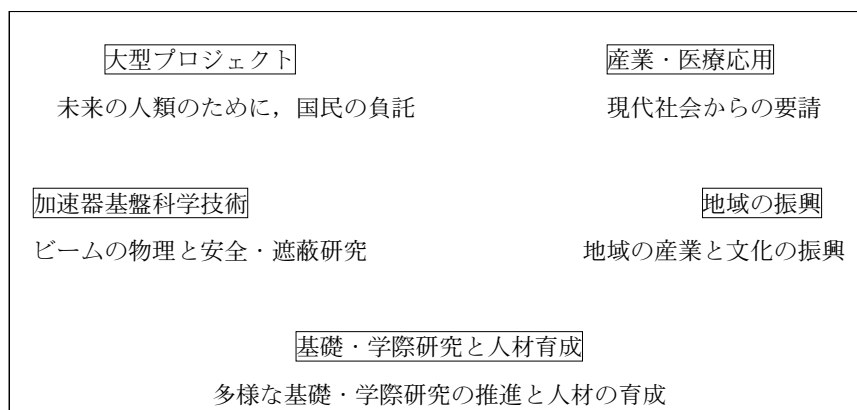 大型プロジェクト
産業・医療応用
未来の人類のために，国民の負託
現代社会からの要請
加速器基盤科学技術
地域の振興
ビームの物理と安全・遮蔽研究
地域の産業と文化の振興
基礎・学際研究と人材育成
多様な基礎・学際研究の推進と人材の育成